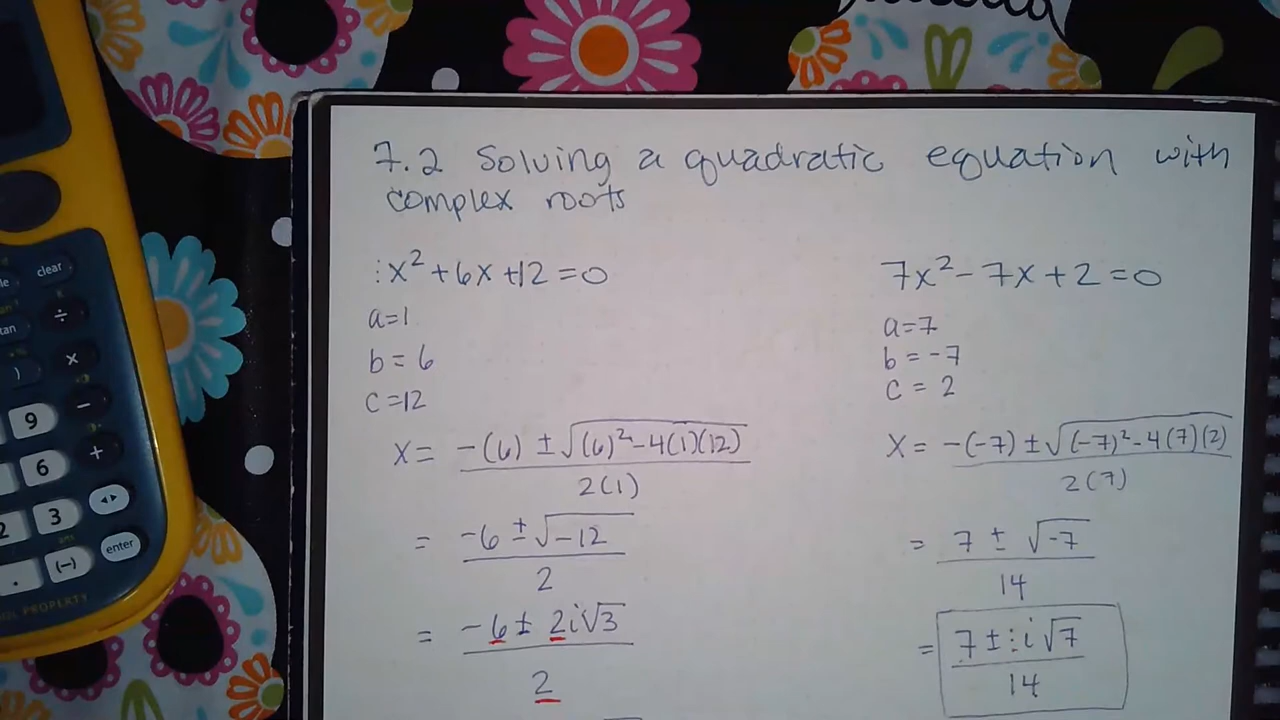 7.2 Solving a quadratic equation with
complex roots
x² + 6x + 12 = 0
a=1
b = 6
c=12
x = (-(6) ± √((6)² - 4(1)(12))) / 2(1)
= (-6 ± √-12) / 2
= (-6 ± 2i√3) / 2
7x² - 7x + 2 = 0
a=7
b = -7
c = 2
x = (-(-7) ± √((-7)² - 4(7)(2))) / 2(7)
= (7 ± √-7) / 14
= (7 ± i√7) / 14
clear
÷
tan
×
)
9
−
6
+
2
3
enter
.
(−)
PROPERTY